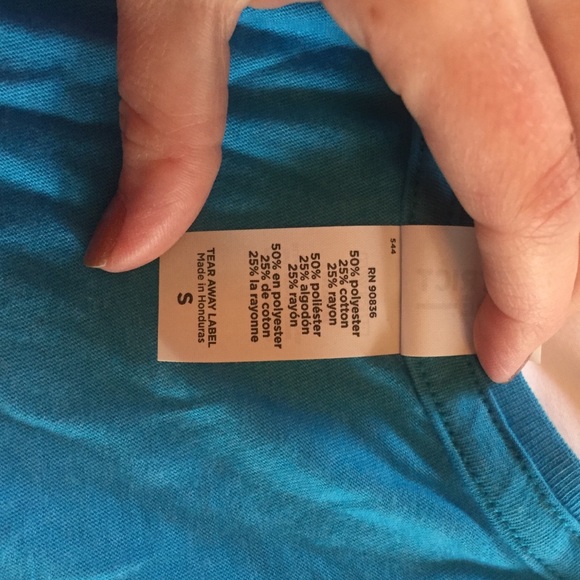 544
RN 90836
50% polyester
25% cotton
25% rayon
50% poliéster
25% algodón
25% rayón
50% en polyester
25% de coton
25% la rayonne
TEAR AWAY LABEL
Made in Honduras
S